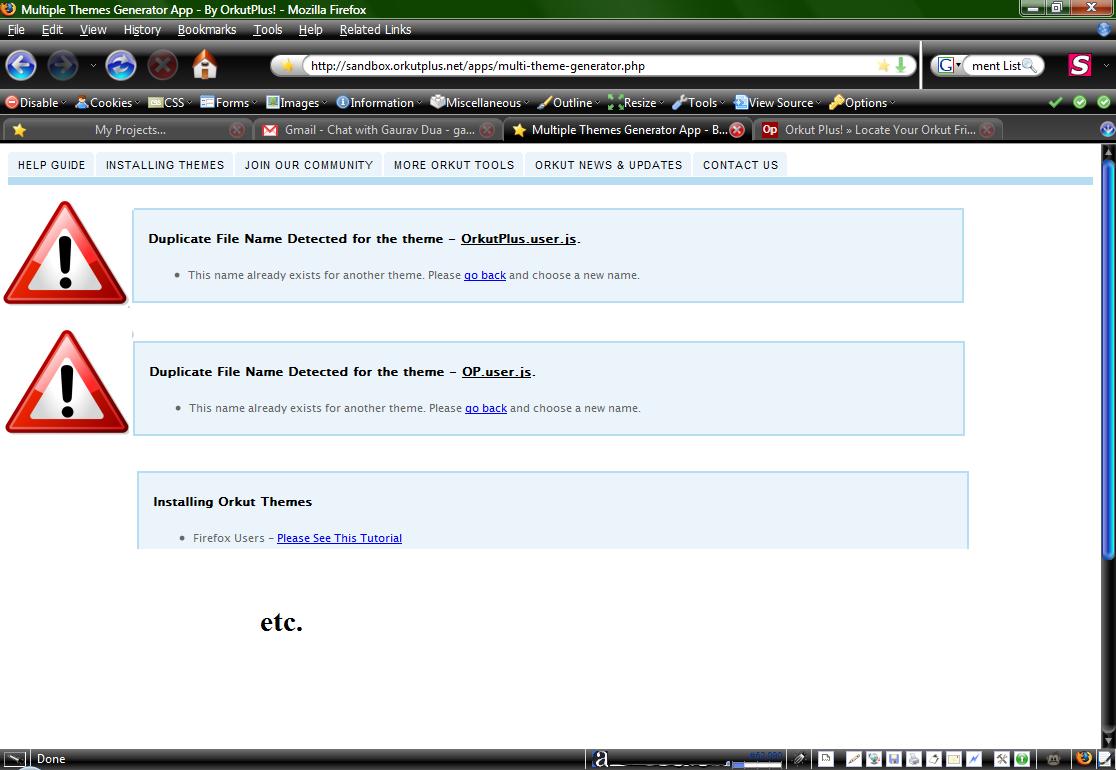 Multiple Themes Generator App - By OrkutPlus! - Mozilla Firefox
File Edit View History Bookmarks Tools Help Related Links
http://sandbox.orkutplus.net/apps/multi-theme-generator.php G ment List S
Disable Cookies CSS Forms Images Information Miscellaneous Outline Resize Tools View Source Options
My Projects... Gmail - Chat with Gaurav Dua - ga... Multiple Themes Generator App - B... Op Orkut Plus! » Locate Your Orkut Fri...
HELP GUIDE INSTALLING THEMES JOIN OUR COMMUNITY MORE ORKUT TOOLS ORKUT NEWS & UPDATES CONTACT US
Duplicate File Name Detected for the theme - OrkutPlus.user.js.
• This name already exists for another theme. Please go back and choose a new name.
Duplicate File Name Detected for the theme - OP.user.js.
• This name already exists for another theme. Please go back and choose a new name.
Installing Orkut Themes
• Firefox Users - Please See This Tutorial
etc.
Done a